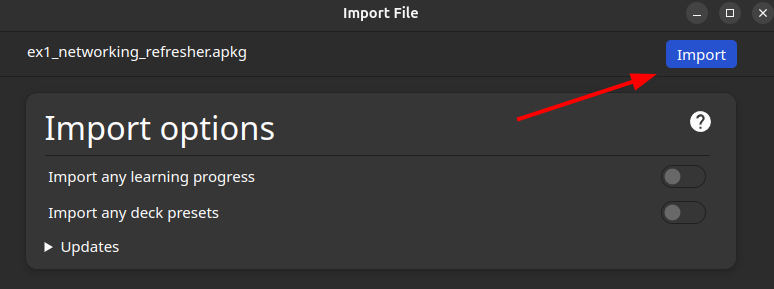 Import File
ex1_networking_refresher.apkg
Import
Import options
?
Import any learning progress
Import any deck presets
Updates